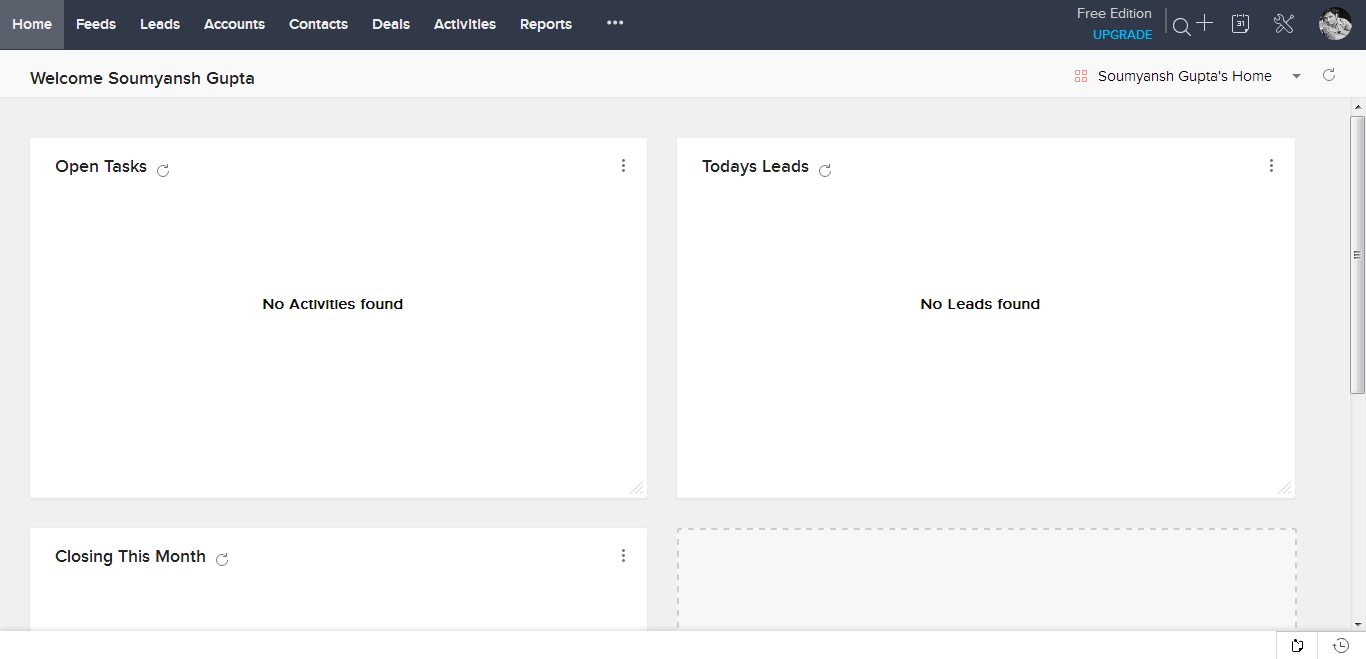 Home Feeds Leads Accounts Contacts Deals Activities Reports ••• Free Edition
UPGRADE
31
Welcome Soumyansh Gupta Soumyansh Gupta's Home
Open Tasks
No Activities found
Todays Leads
No Leads found
Closing This Month